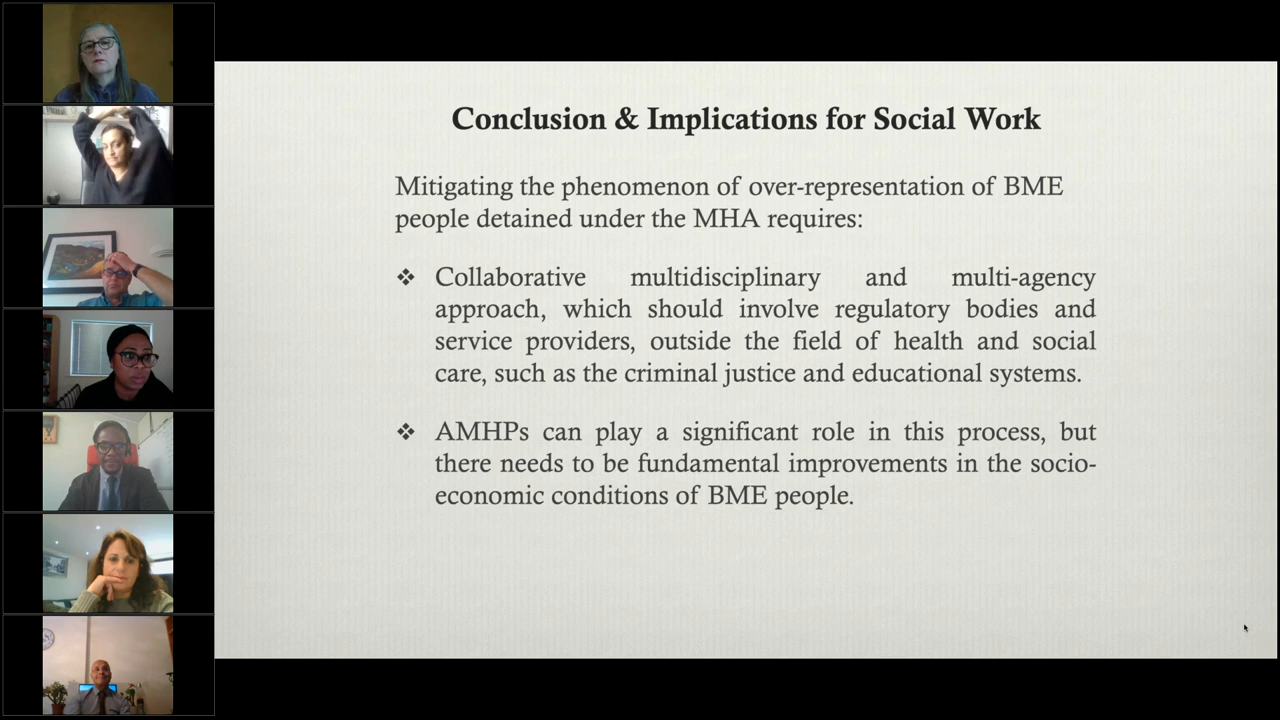 Conclusion & Implications for Social Work
Mitigating the phenomenon of over-representation of BME
people detained under the MHA requires:
❖ Collaborative multidisciplinary and multi-agency
approach, which should involve regulatory bodies and
service providers, outside the field of health and social
care, such as the criminal justice and educational systems.
❖ AMHPs can play a significant role in this process, but
there needs to be fundamental improvements in the socio-
economic conditions of BME people.